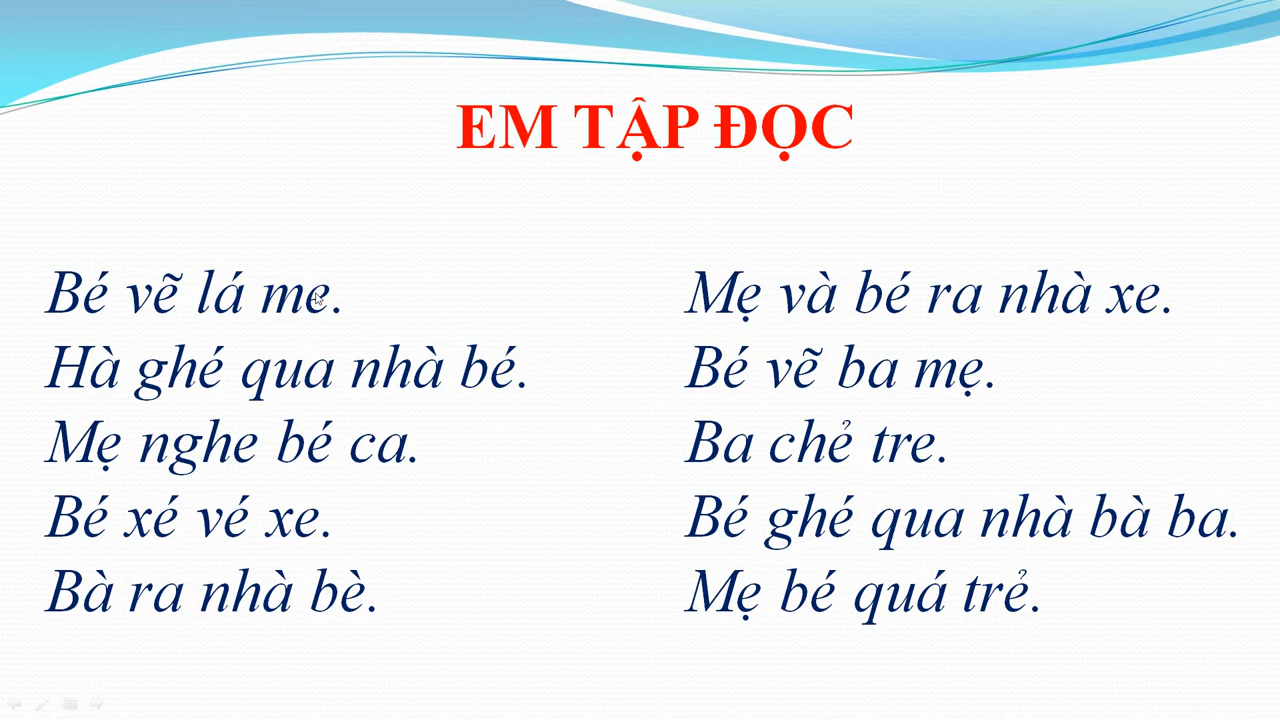 EM TẬP ĐỌC
Bé vẽ lá me.
Hà ghé qua nhà bé.
Mẹ nghe bé ca.
Bé xé vé xe.
Bà ra nhà bè.
Mẹ và bé ra nhà xe.
Bé vẽ ba mẹ.
Ba chẻ tre.
Bé ghé qua nhà bà ba.
Mẹ bé quá trẻ.